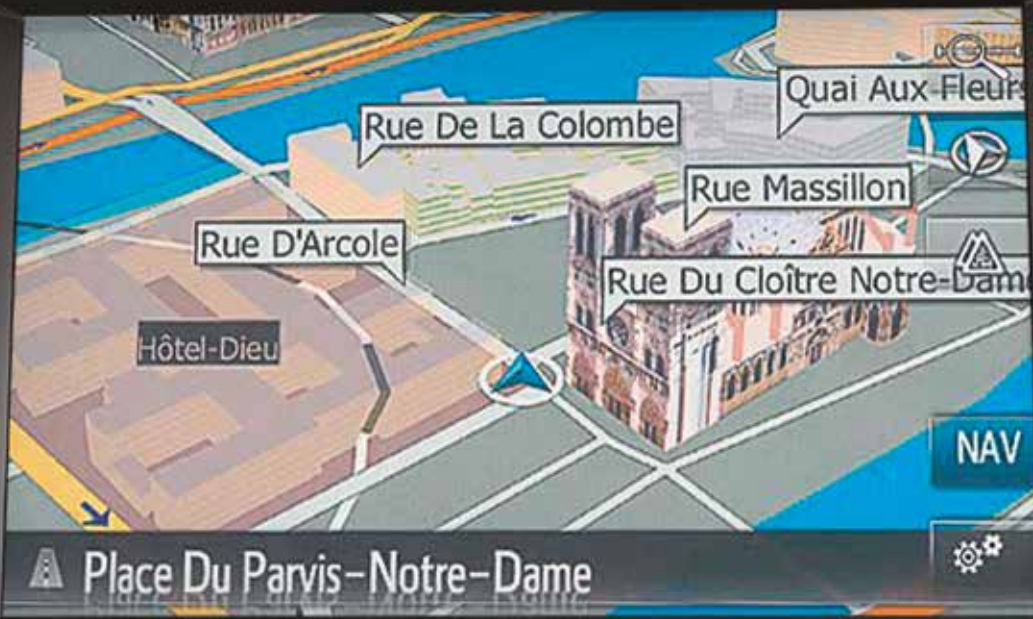 Quai Aux Fleurs
Rue De La Colombe
Rue Massillon
Rue D'Arcole
Rue Du Cloître Notre-Dame
Hôtel-Dieu
NAV
Place Du Parvis-Notre-Dame